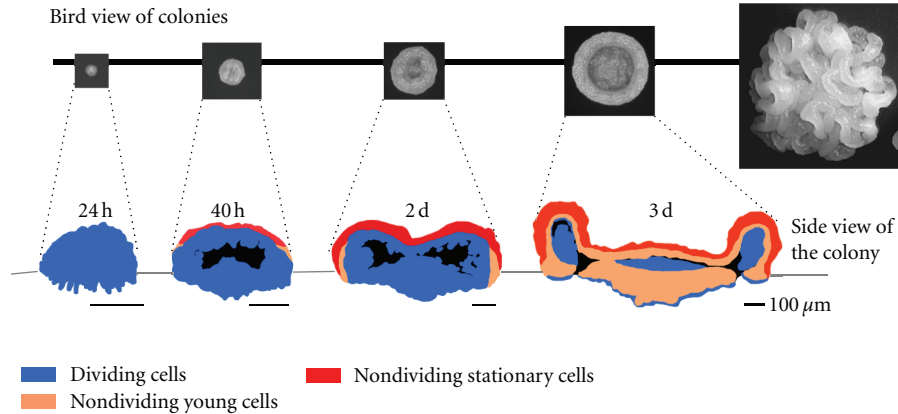 Bird view of colonies
24 h
40 h
2 d
3 d
Side view of
the colony
100 μm
Dividing cells
Nondividing stationary cells
Nondividing young cells